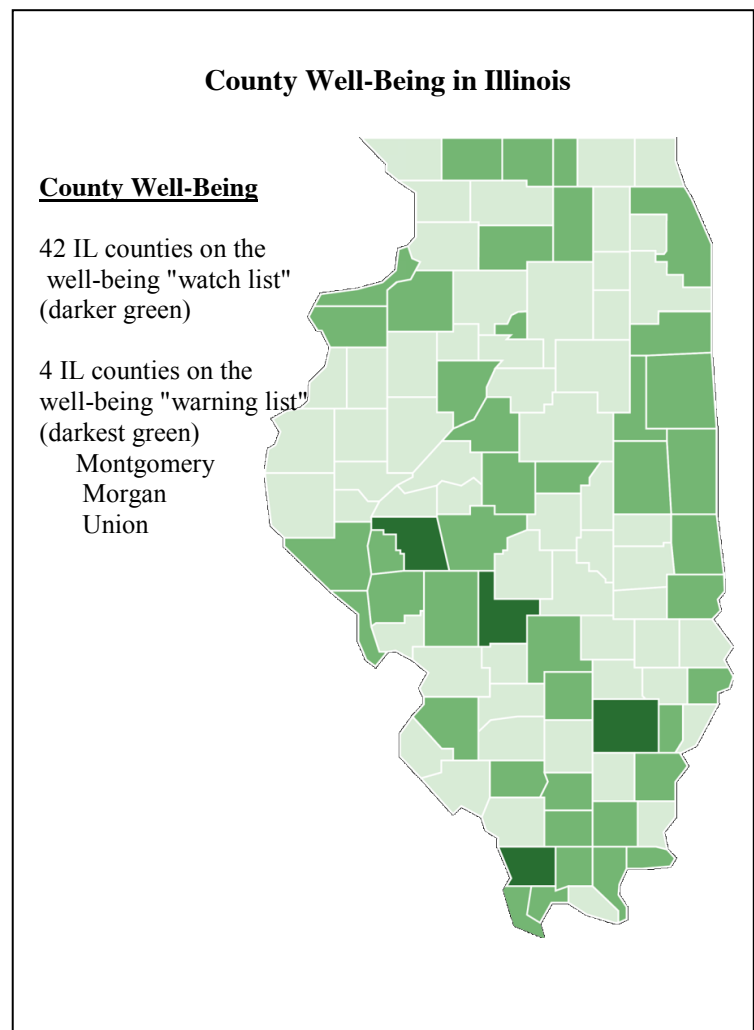 County Well-Being in Illinois
County Well-Being
42 IL counties on the
well-being "watch list"
(darker green)
4 IL counties on the
well-being "warning list"
(darkest green)
Montgomery
Morgan
Union